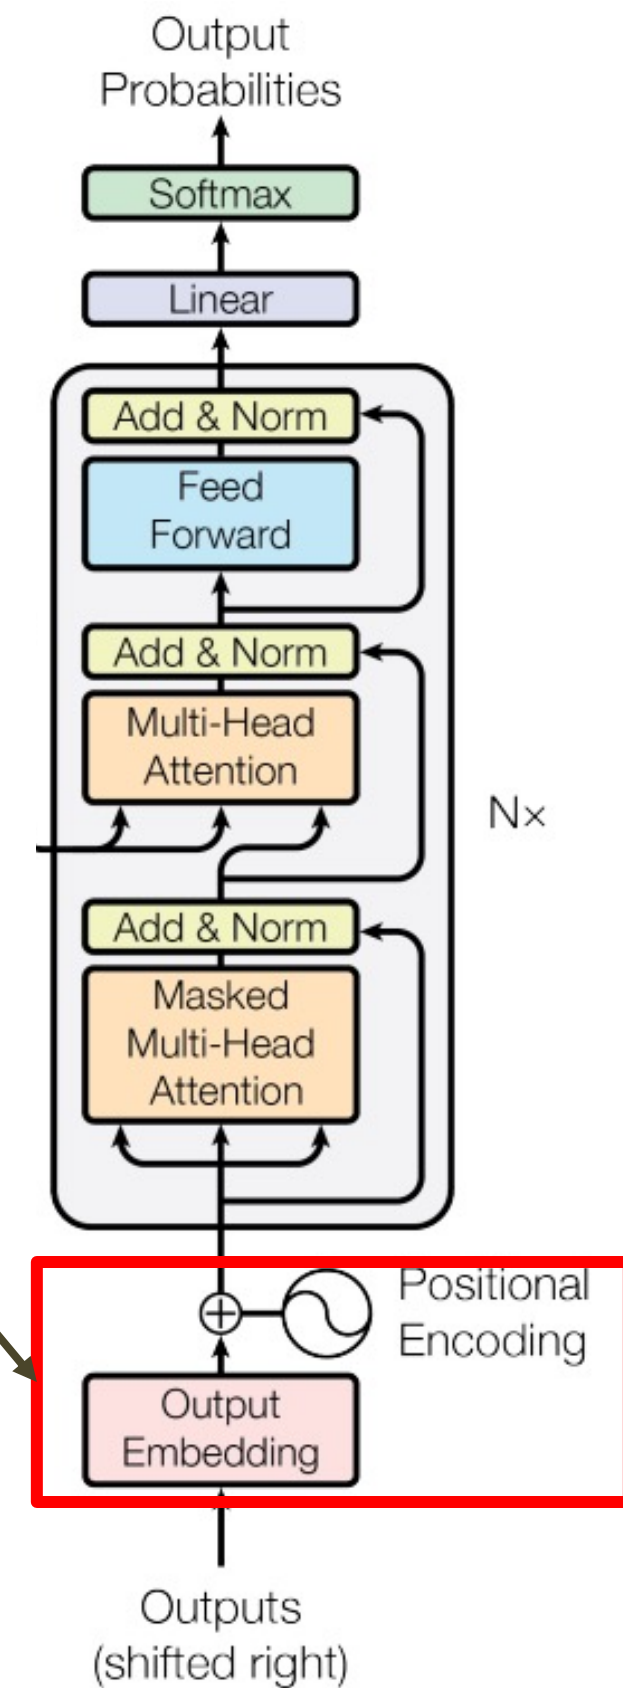 Output
Probabilities
Softmax
Linear
Add & Norm
Feed
Forward
Add & Norm
Multi-Head
Attention
N×
Add & Norm
Masked
Multi-Head
Attention
Positional
Encoding
Output
Embedding
Outputs
(shifted right)